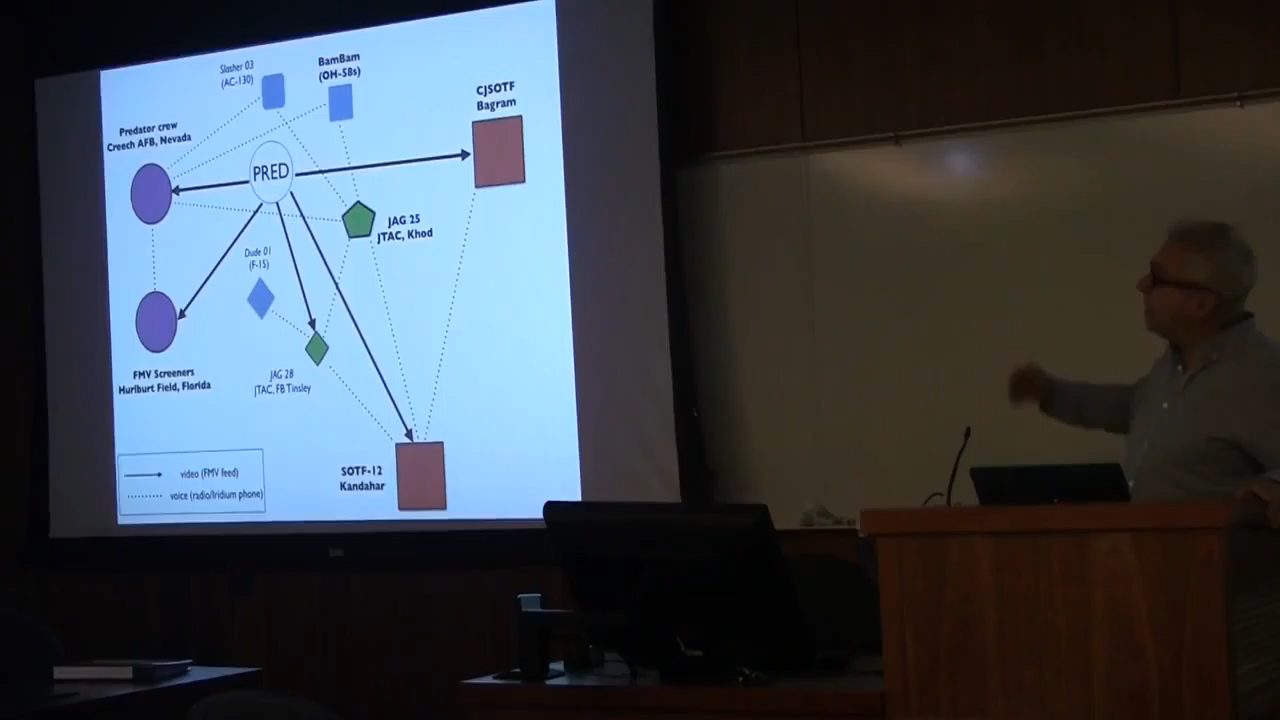 Slasher 03
(AC-130)
BamBam
(OH-58s)
CJSOTF
Bagram
Predator crew
Creech AFB, Nevada
PRED
JAG 25
JTAC, Khod
Dude 01
(F-15)
FMV Screeners
Hurlburt Field, Florida
JAG 28
JTAC, FB Tinsley
SOTF-12
Kandahar
video (FMV feed)
voice (radio/Iridium phone)